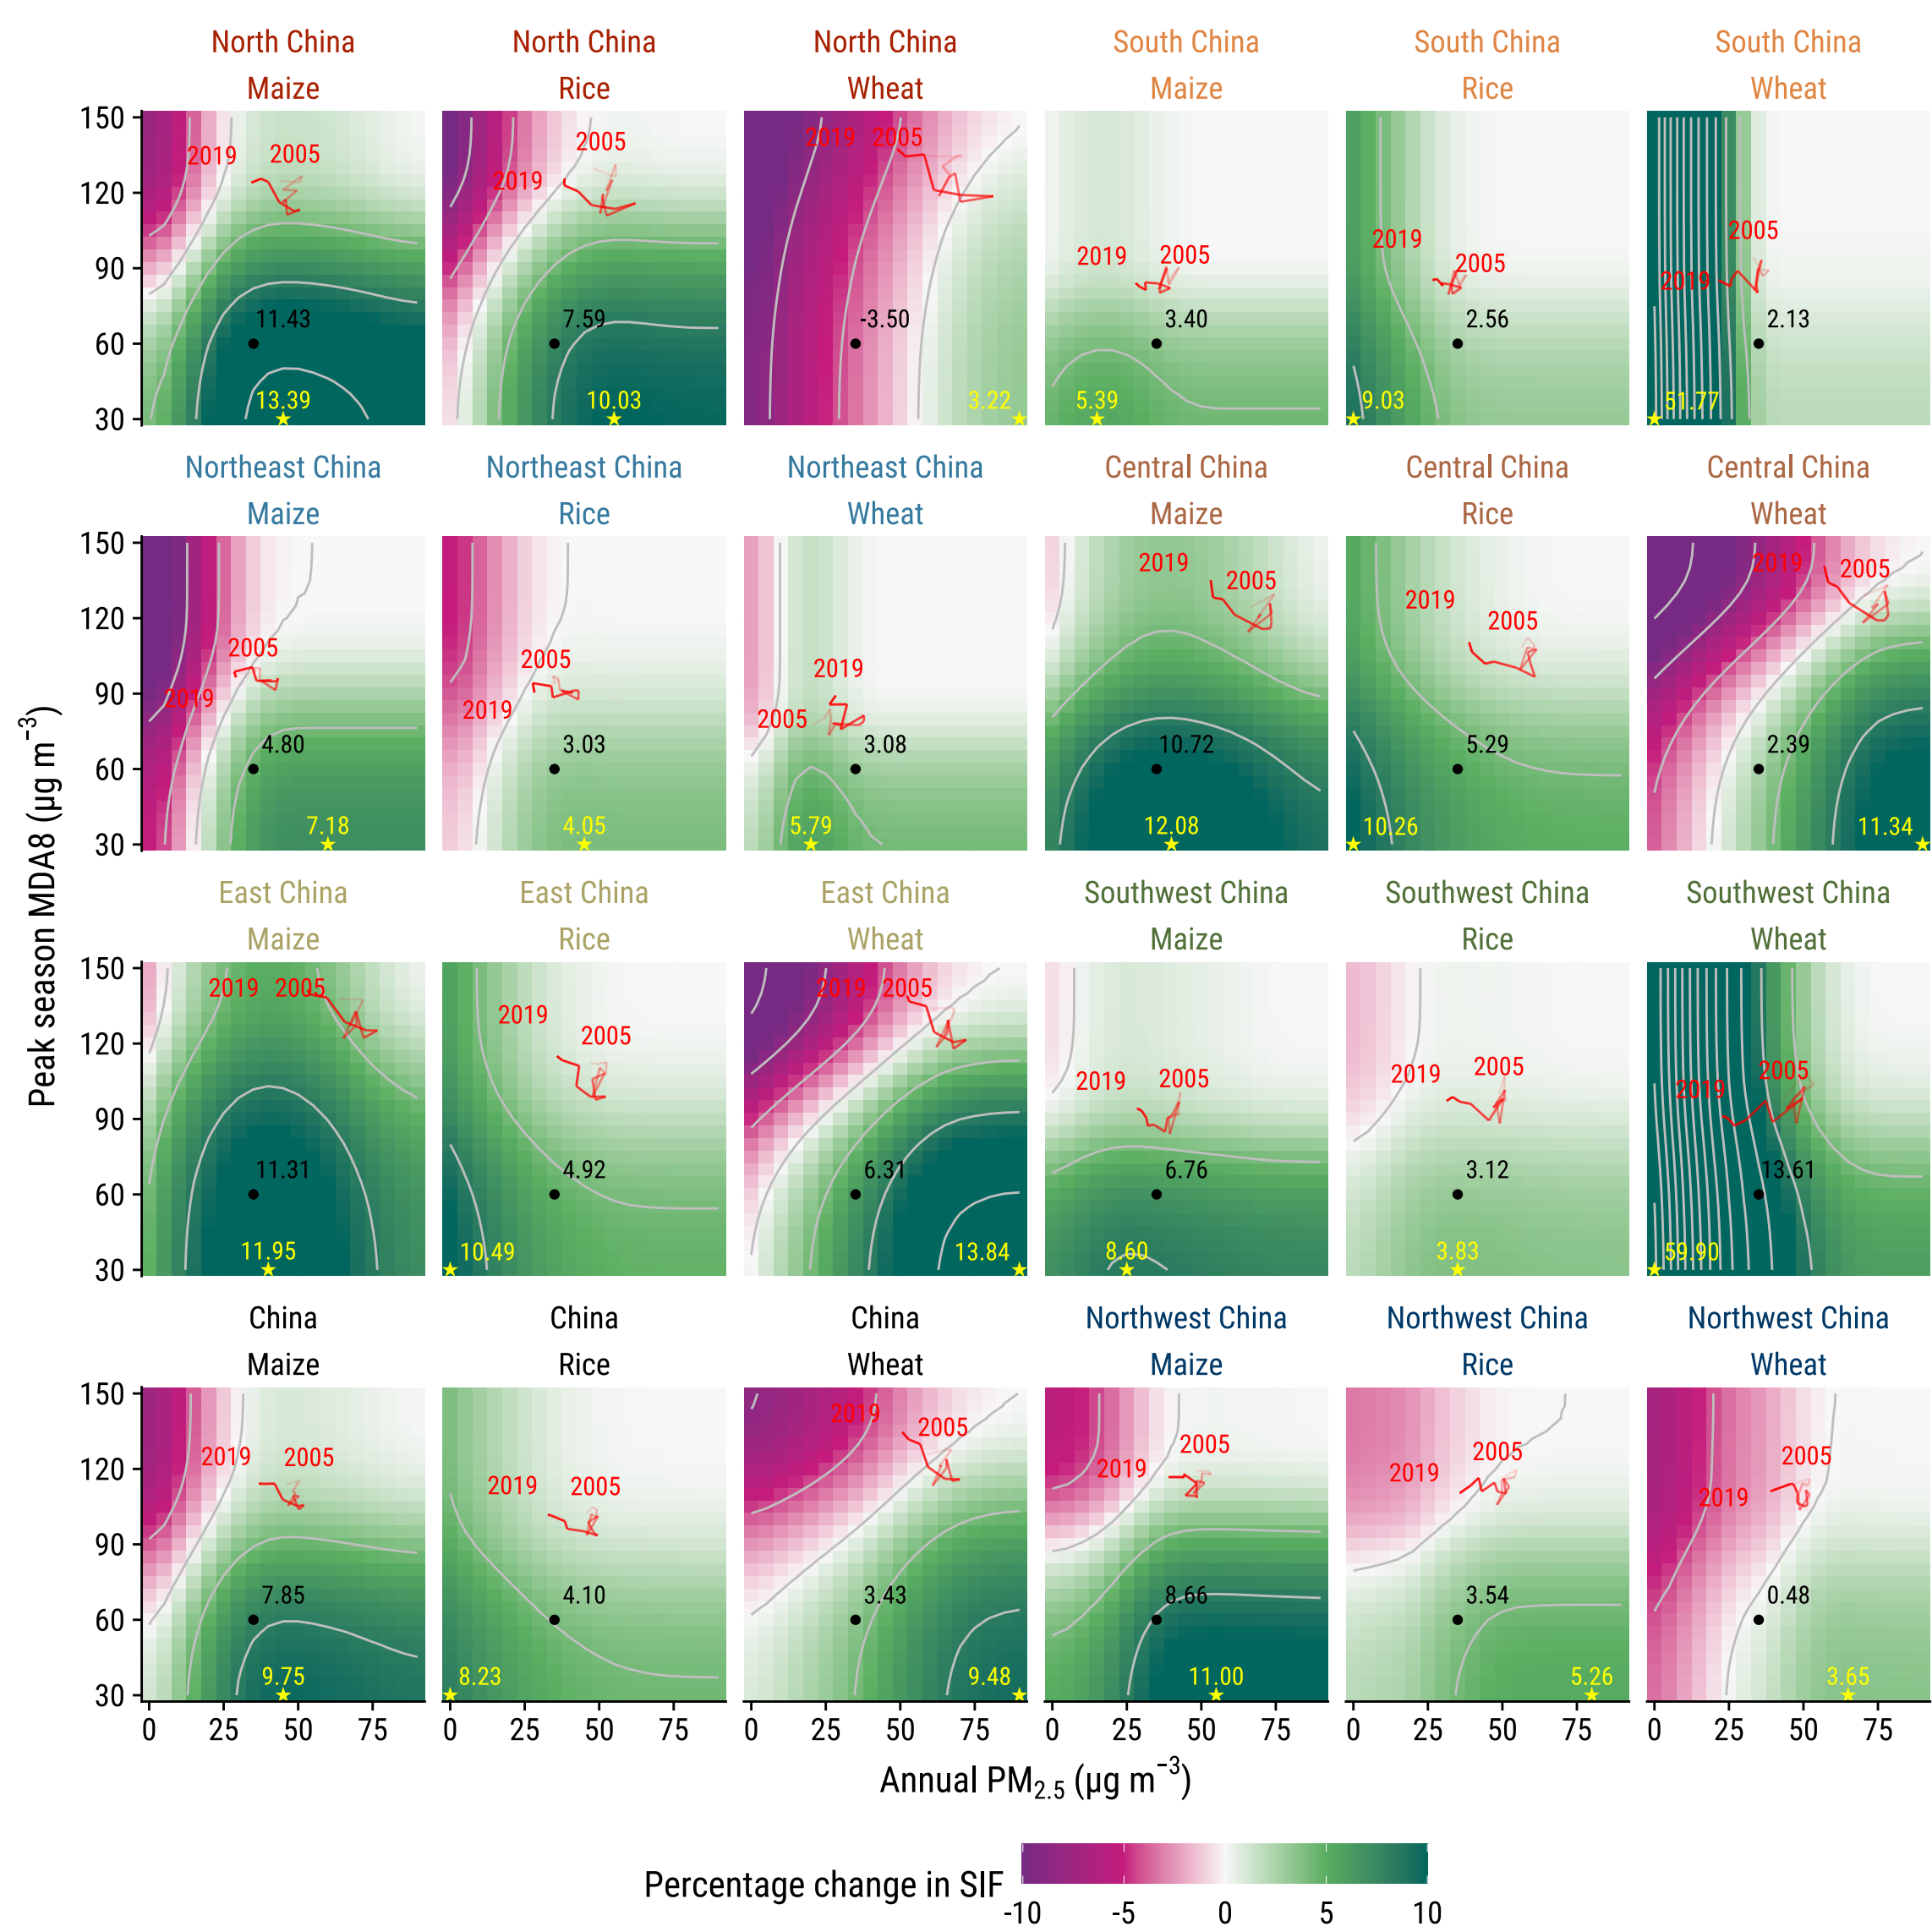 North China North China North China South China South China South China
Maize Rice Wheat Maize Rice Wheat
150
120
90
60
30
2019 2005 11.43 13.39
2019 2005 7.59 10.03
2019 2005 -3.50 3.22
2019 2005 3.40 5.39
2019 2005 2.56 9.03
2019 2005 2.13 51.77
Northeast China Northeast China Northeast China Central China Central China Central China
Maize Rice Wheat Maize Rice Wheat
150
120
90
60
30
2005 2019 4.80 7.18
2005 2019 3.03 4.05
2019 2005 3.08 5.79
2019 2005 10.72 12.08
2019 2005 5.29 10.26
2019 2005 2.39 11.34
East China East China East China Southwest China Southwest China Southwest China
Maize Rice Wheat Maize Rice Wheat
150
120
90
60
30
2019 2005 11.31 11.95
2019 2005 4.92 10.49
2019 2005 6.31 13.84
2019 2005 6.76 8.60
2019 2005 3.12 3.83
2019 2005 13.61 59.90
China China China Northwest China Northwest China Northwest China
Maize Rice Wheat Maize Rice Wheat
150
120
90
60
30
2019 2005 7.85 9.75
2019 2005 4.10 8.23
2019 2005 3.43 9.48
2019 2005 8.66 11.00
2019 2005 3.54 5.26
2019 2005 0.48 3.65
0 25 50 75 0 25 50 75 0 25 50 75 0 25 50 75 0 25 50 75 0 25 50 75
Peak season MDA8 (µg m⁻³)
Annual PM₂.₅ (µg m⁻³)
Percentage change in SIF
-10 -5 0 5 10